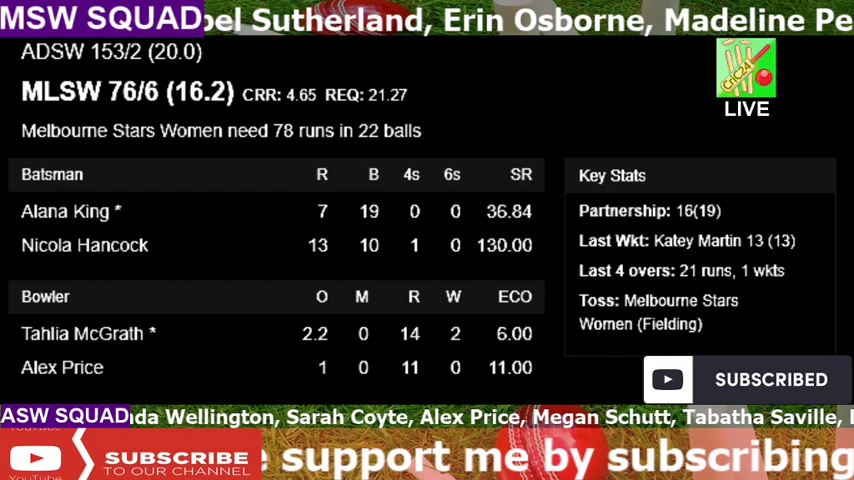 MSW SQUAD bel Sutherland, Erin Osborne, Madeline Pe
ADSW 153/2 (20.0)
MLSW 76/6 (16.2) CRR: 4.65 REQ: 21.27
Melbourne Stars Women need 78 runs in 22 balls
CriC24
LIVE
Batsman R B 4s 6s SR
Alana King * 7 19 0 0 36.84
Nicola Hancock 13 10 1 0 130.00
Bowler O M R W ECO
Tahlia McGrath * 2.2 0 14 2 6.00
Alex Price 1 0 11 0 11.00
Key Stats
Partnership: 16(19)
Last Wkt: Katey Martin 13 (13)
Last 4 overs: 21 runs, 1 wkts
Toss: Melbourne Stars
Women (Fielding)
SUBSCRIBED
ASW SQUAD nda Wellington, Sarah Coyte, Alex Price, Megan Schutt, Tabatha Saville,
YouTube
SUBSCRIBE
TO OUR CHANNEL
YouTube
e support me by subscribing